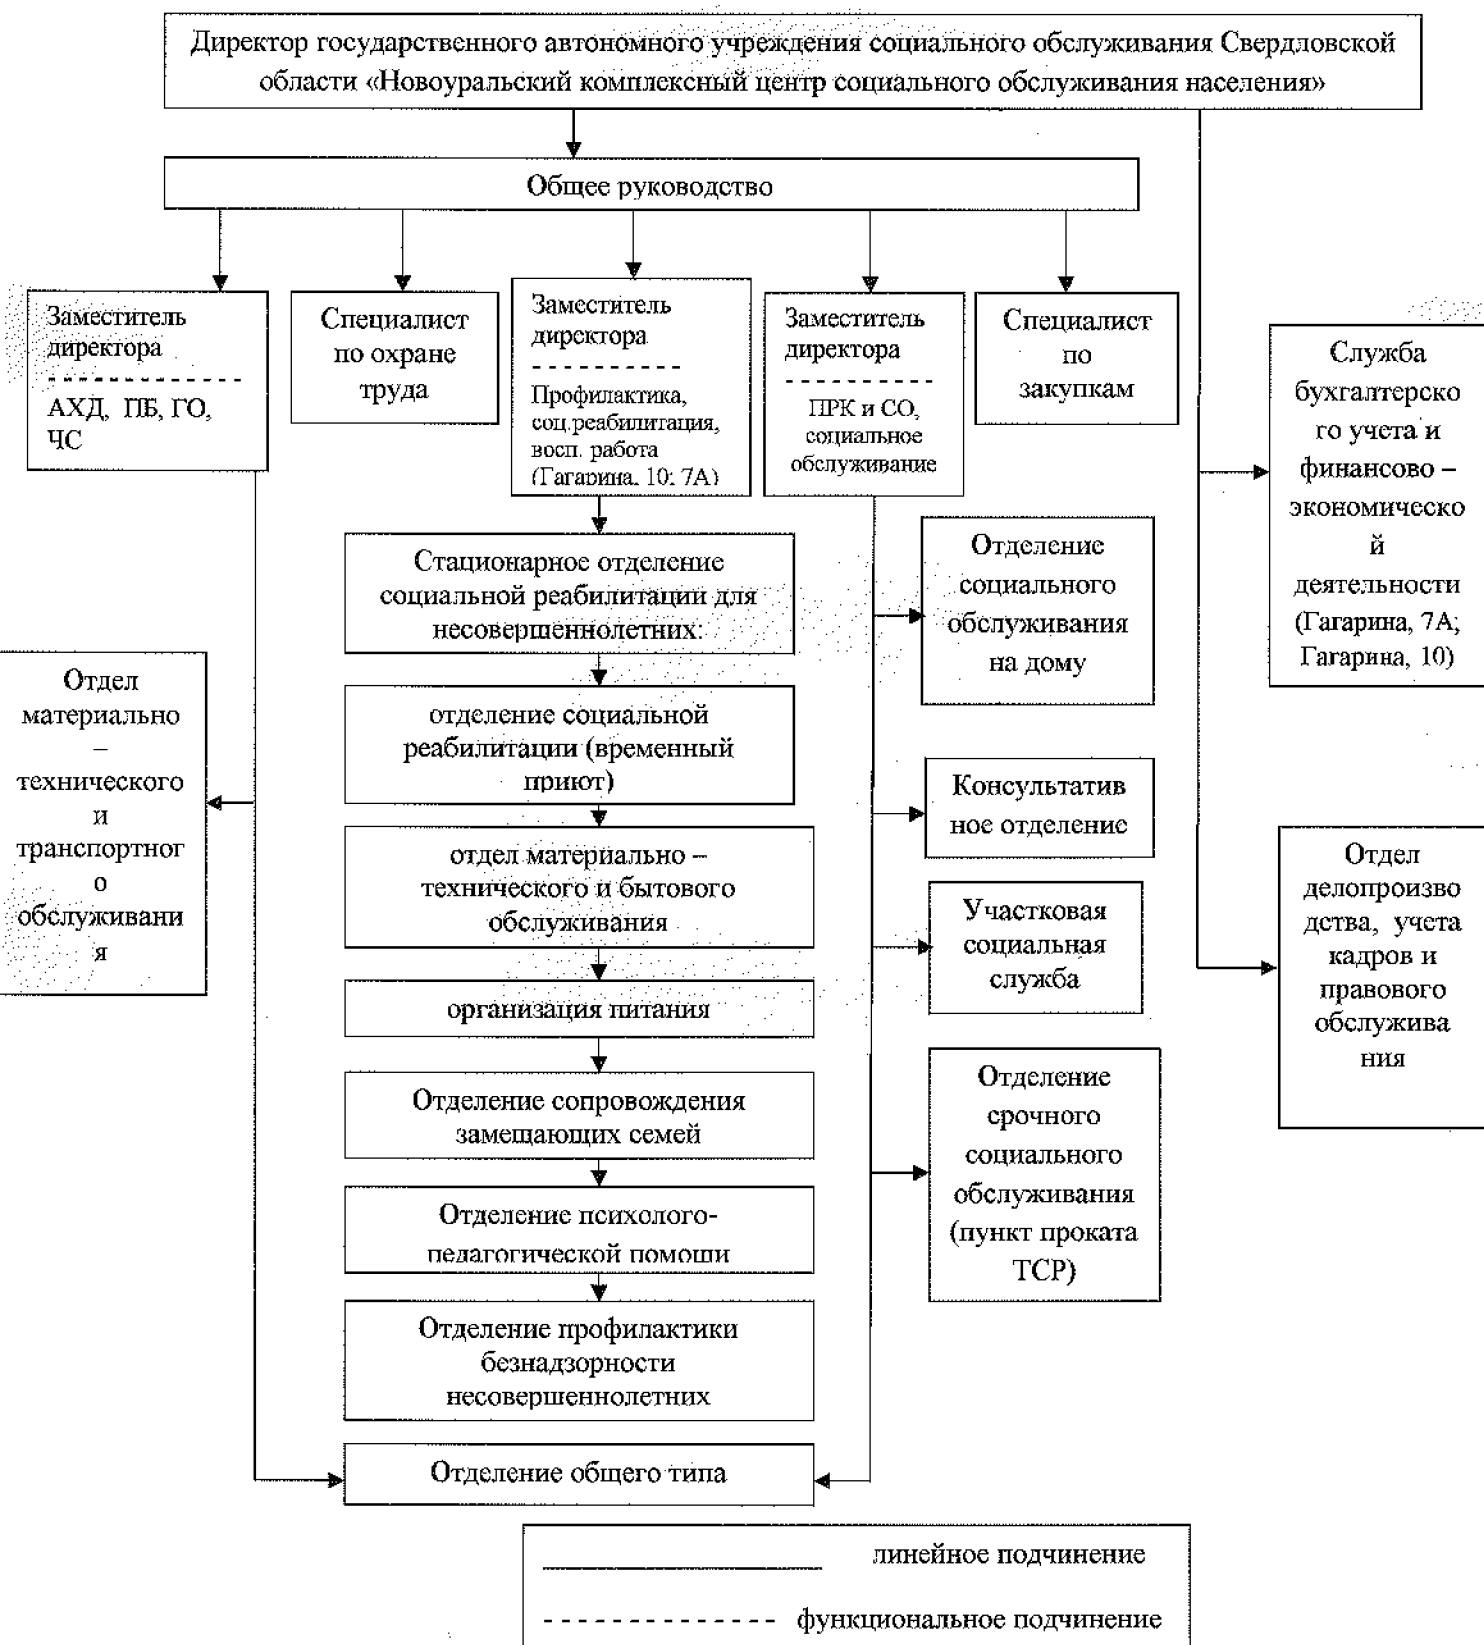 Директор государственного автономного учреждения социального обслуживания Свердловской
области «Новоуральский комплексный центр социального обслуживания населения»
Общее руководство
Заместитель
директора
АХД, ПБ, ГО,
ЧС
Специалист
по охране
труда
Заместитель
директора
Профилактика,
соц.реабилитация,
восп. работа
(Гагарина, 10; 7А)
Заместитель
директора
ПРК и СО,
социальное
обслуживание
Специалист
по
закупкам
Служба
бухгалтерско
го учета и
финансово –
экономическо
й
деятельности
(Гагарина, 7А;
Гагарина, 10)
Стационарное отделение
социальной реабилитации для
несовершеннолетних:
Отделение
социального
обслуживания
на дому
Отдел
материально
–
технического
и
транспортног
о
обслуживани
я
отделение социальной
реабилитации (временный
приют)
Консультатив
ное отделение
отдел материально –
технического и бытового
обслуживания
Участковая
социальная
служба
Отдел
делопроизво
дства, учета
кадров и
правового
обслужива
ния
организация питания
Отделение сопровождения
замещающих семей
Отделение
срочного
социального
обслуживания
(пункт проката
ТСР)
Отделение психолого-
педагогической помощи
Отделение профилактики
безнадзорности
несовершеннолетних
Отделение общего типа
линейное подчинение
функциональное подчинение